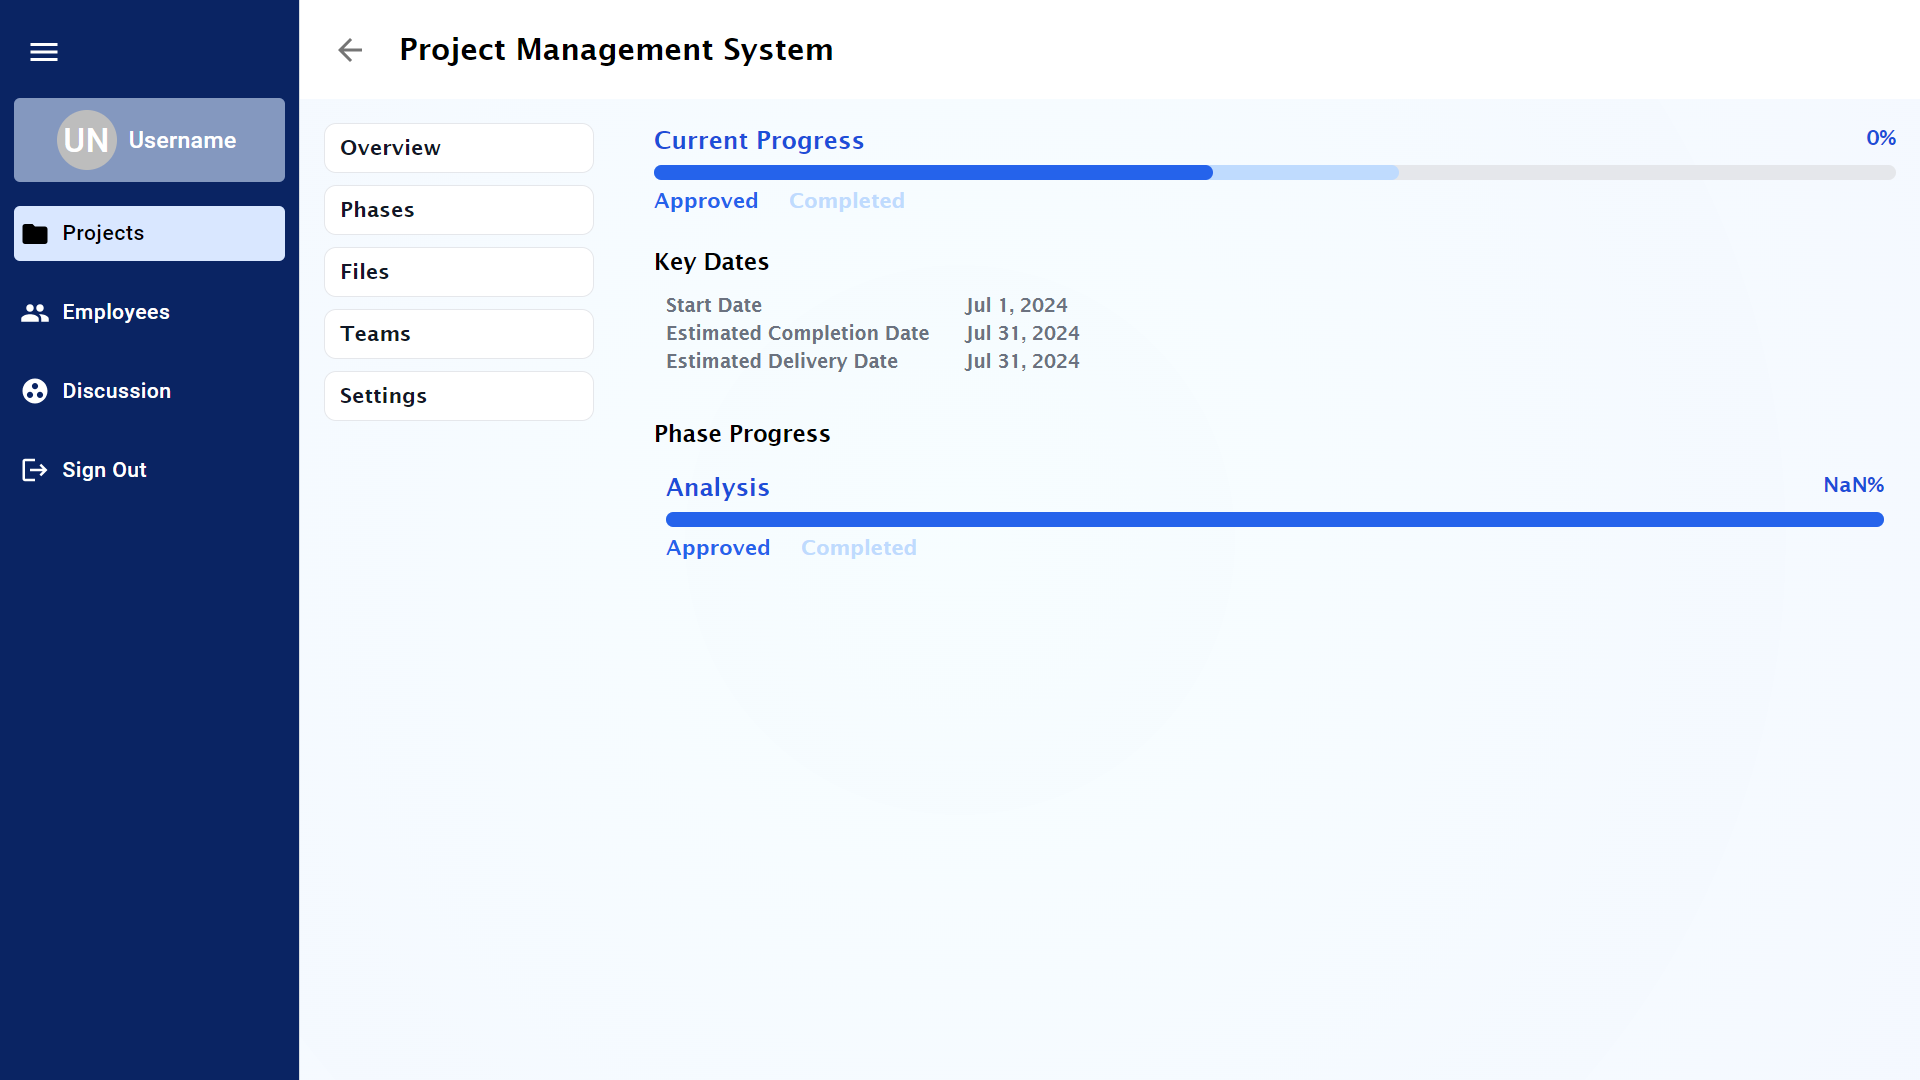 Project Management System
UN Username
Projects
Employees
Discussion
Sign Out
Overview
Phases
Files
Teams
Settings
Current Progress 0%
Approved Completed
Key Dates
Start Date Jul 1, 2024
Estimated Completion Date Jul 31, 2024
Estimated Delivery Date Jul 31, 2024
Phase Progress
Analysis NaN%
Approved Completed